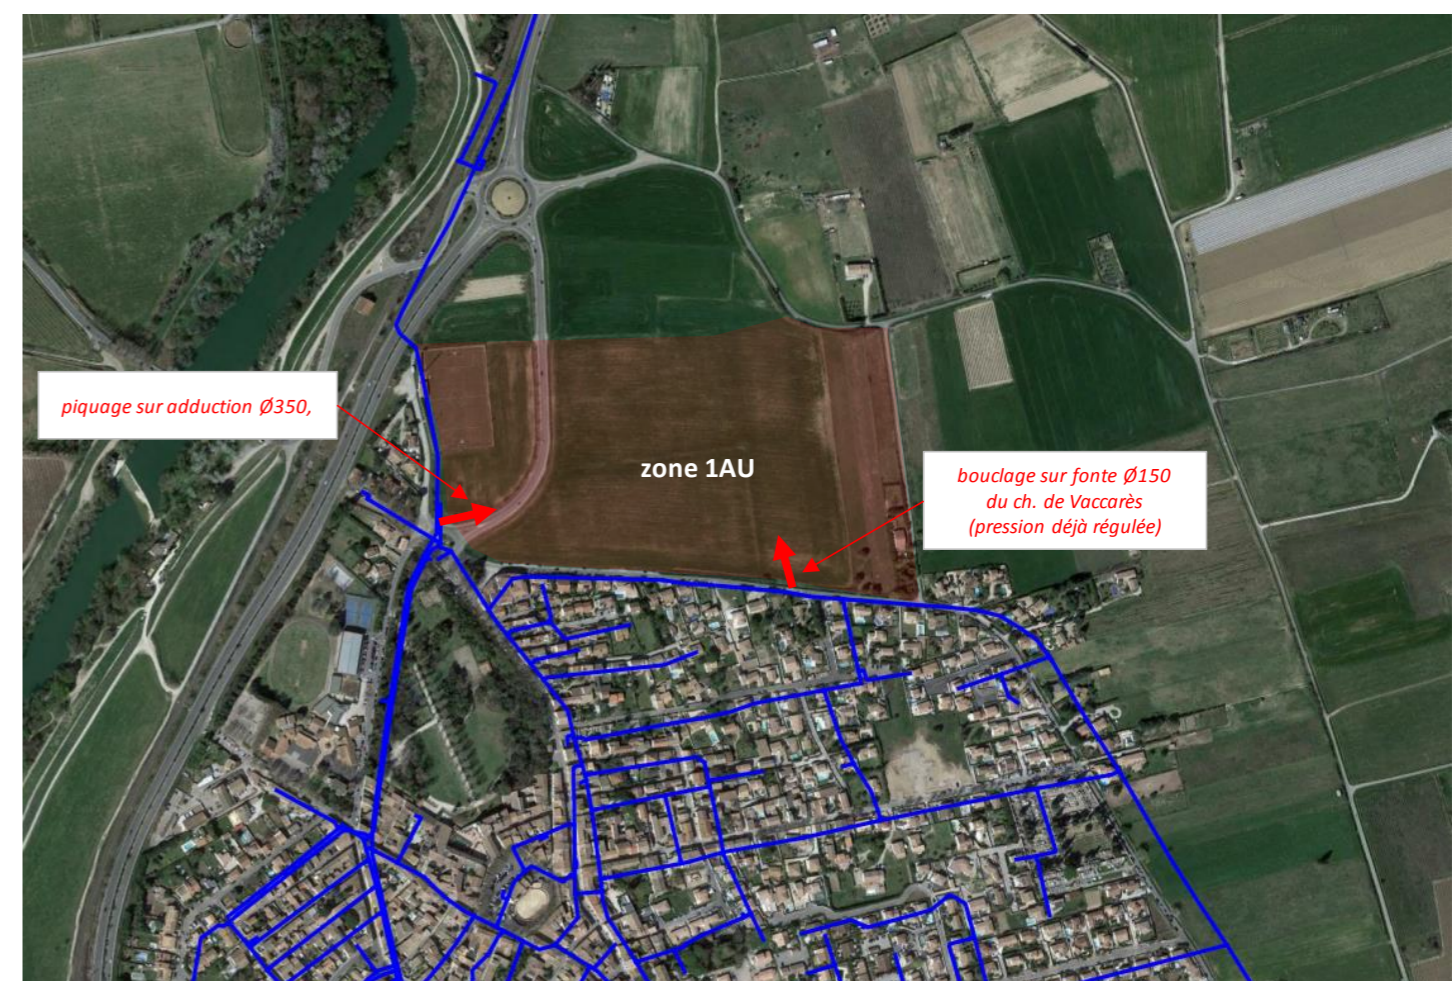 piquage sur adduction Ø350,
zone 1AU
bouclage sur fonte Ø150
du ch. de Vaccarès
(pression déjà régulée)